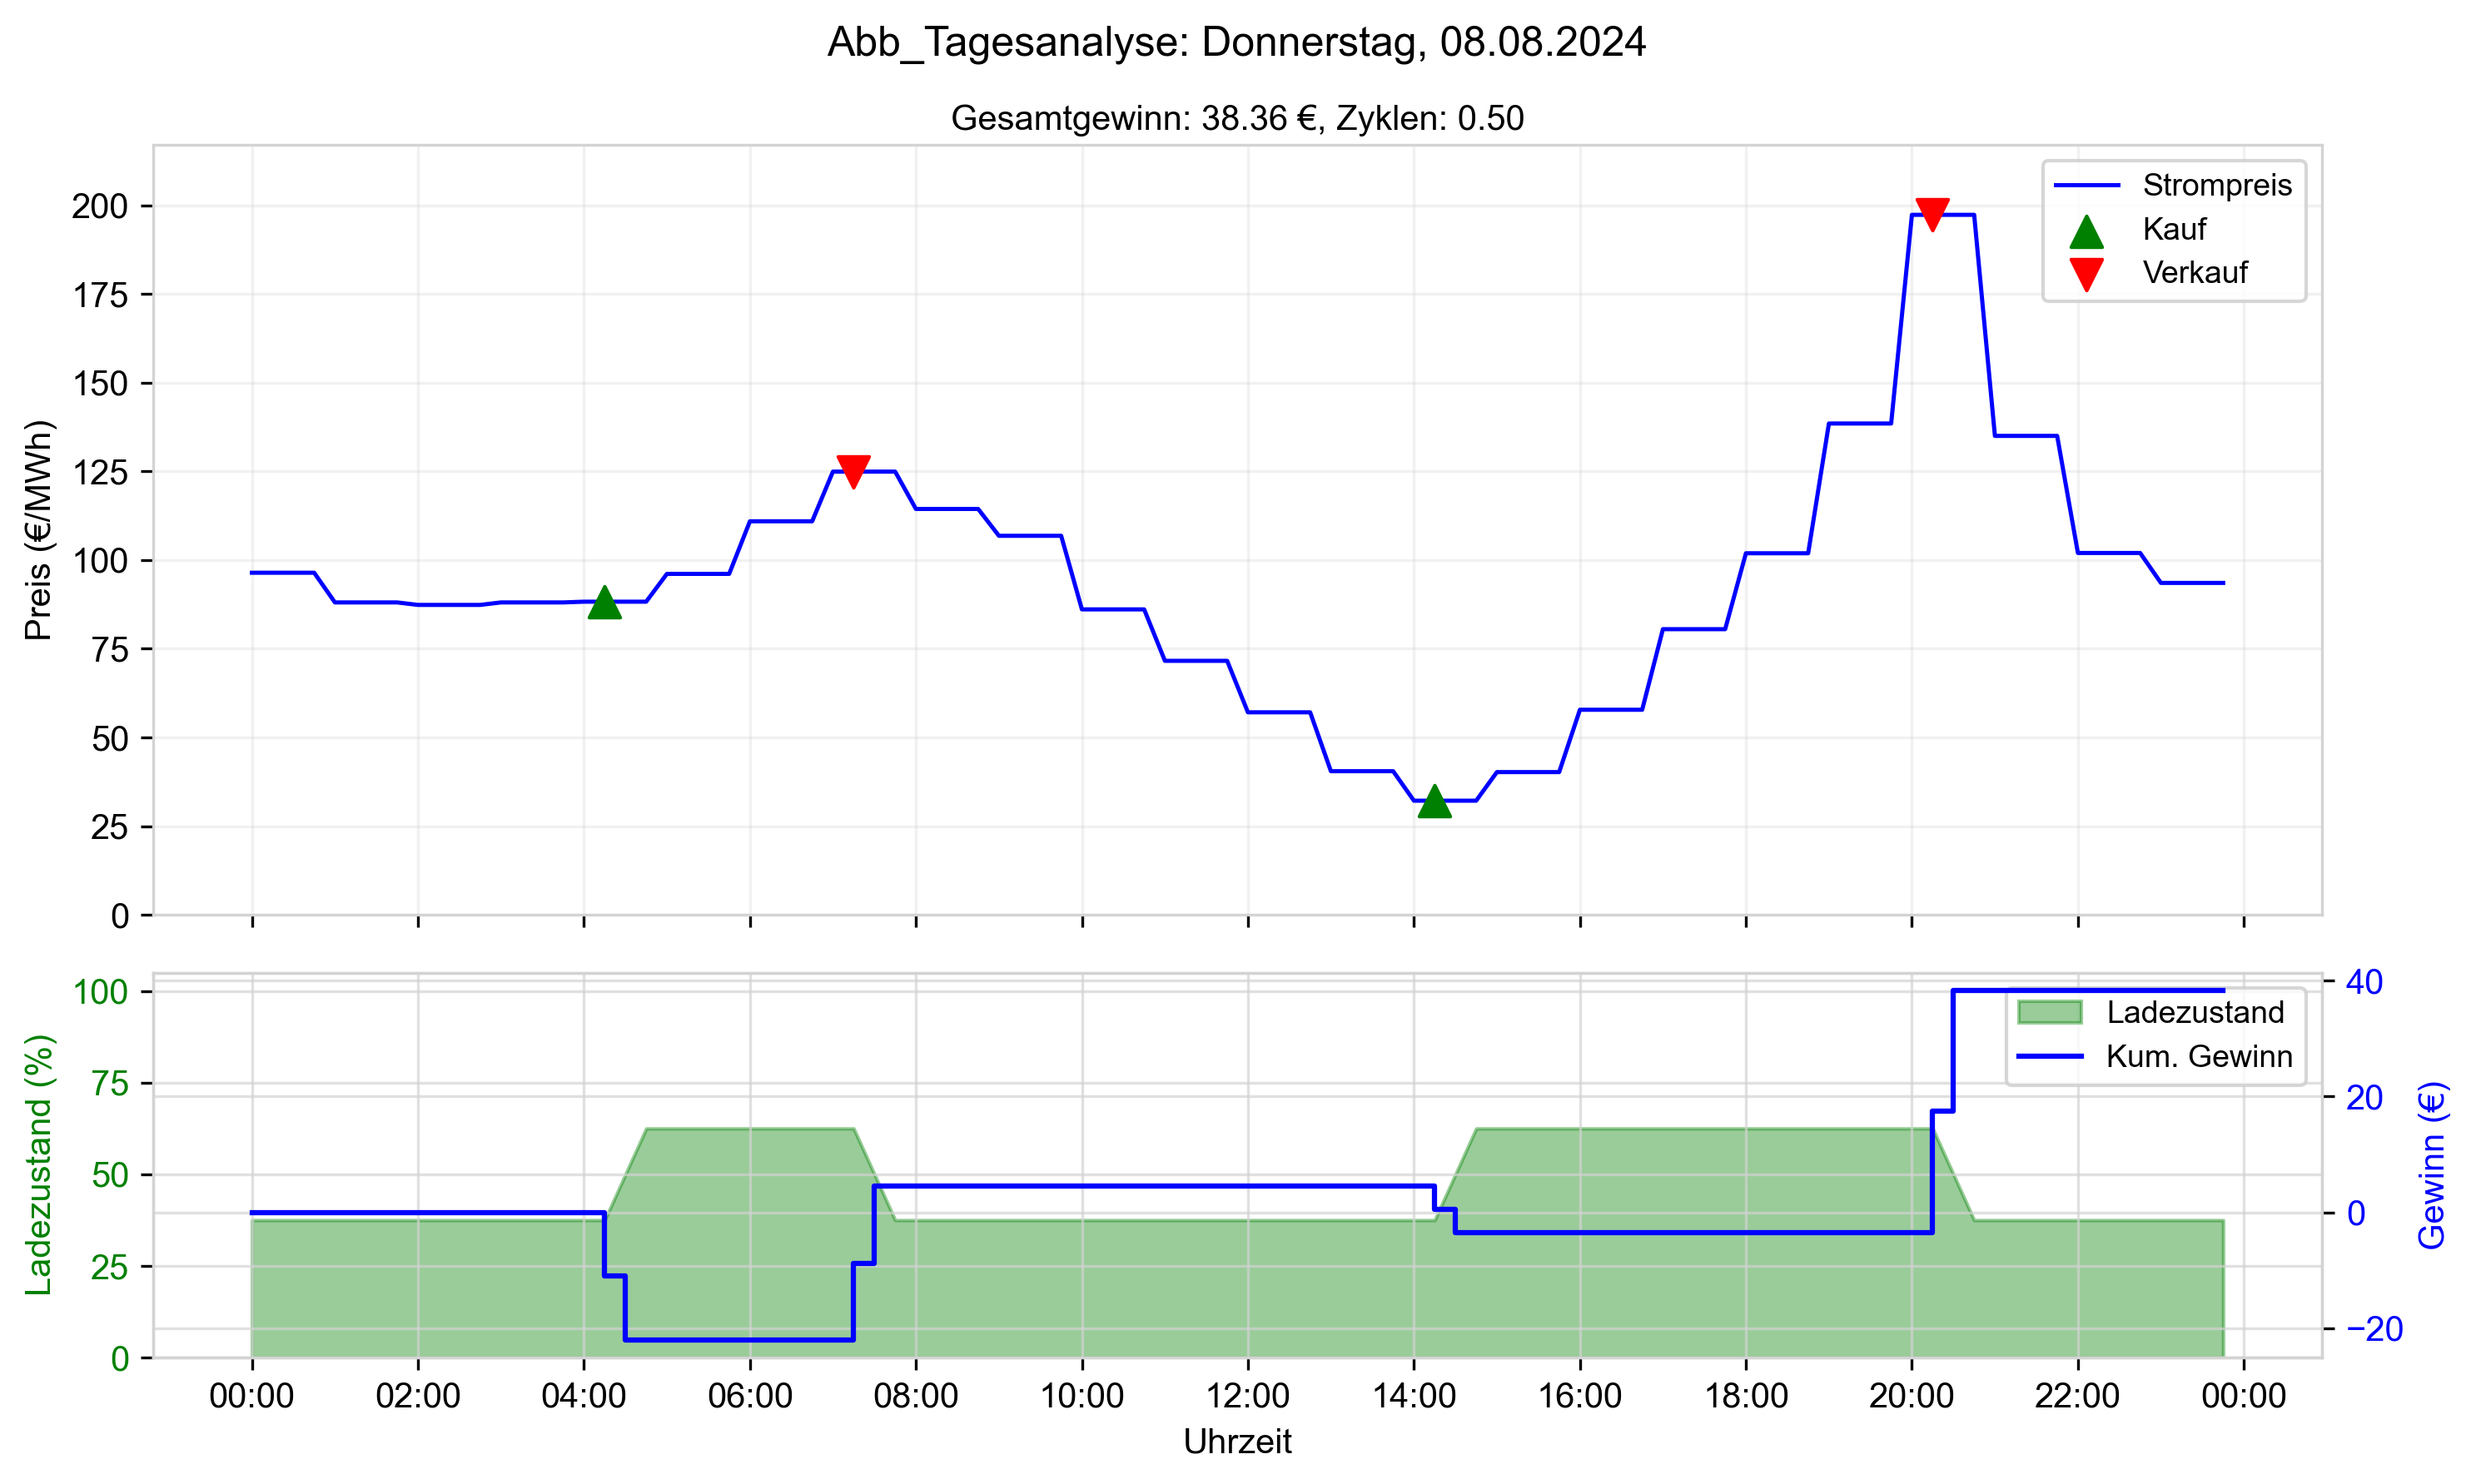 Abb_Tagesanalyse: Donnerstag, 08.08.2024
Gesamtgewinn: 38.36 €, Zyklen: 0.50
Preis (€/MWh)
200
175
150
125
100
75
50
25
0
Strompreis
Kauf
Verkauf
Ladezustand (%)
100
75
50
25
0
Ladezustand
Kum. Gewinn
40
20
0
−20
Gewinn (€)
00:00 02:00 04:00 06:00 08:00 10:00 12:00 14:00 16:00 18:00 20:00 22:00 00:00
Uhrzeit